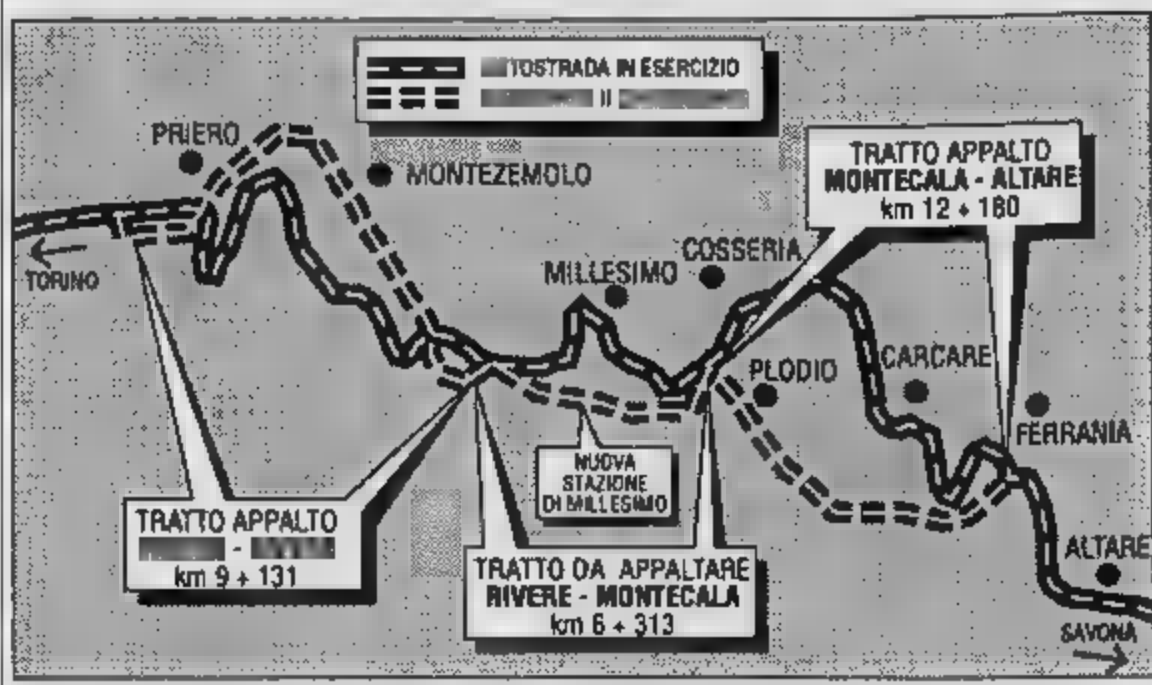 TOSTRADA IN ESERCIZIO
II
PRIERO
MONTEZEMOLO
TRATTO APPALTO
MONTECALA - ALTARE
km 12 + 180
TORINO
MILLESIMO
COSSERIA
PLODIO
CARCARE
FERRANIA
NUOVA
STAZIONE
DI MILLESIMO
TRATTO APPALTO
-
km 9 + 131
TRATTO DA APPALTARE
RIVERE - MONTECALA
km 6 + 313
ALTARE
SAVONA